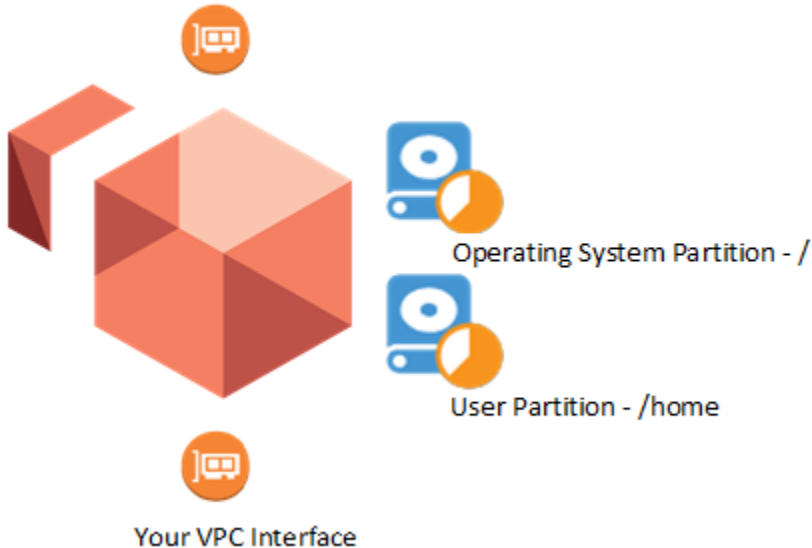 Operating System Partition - /
User Partition - /home
Your VPC Interface